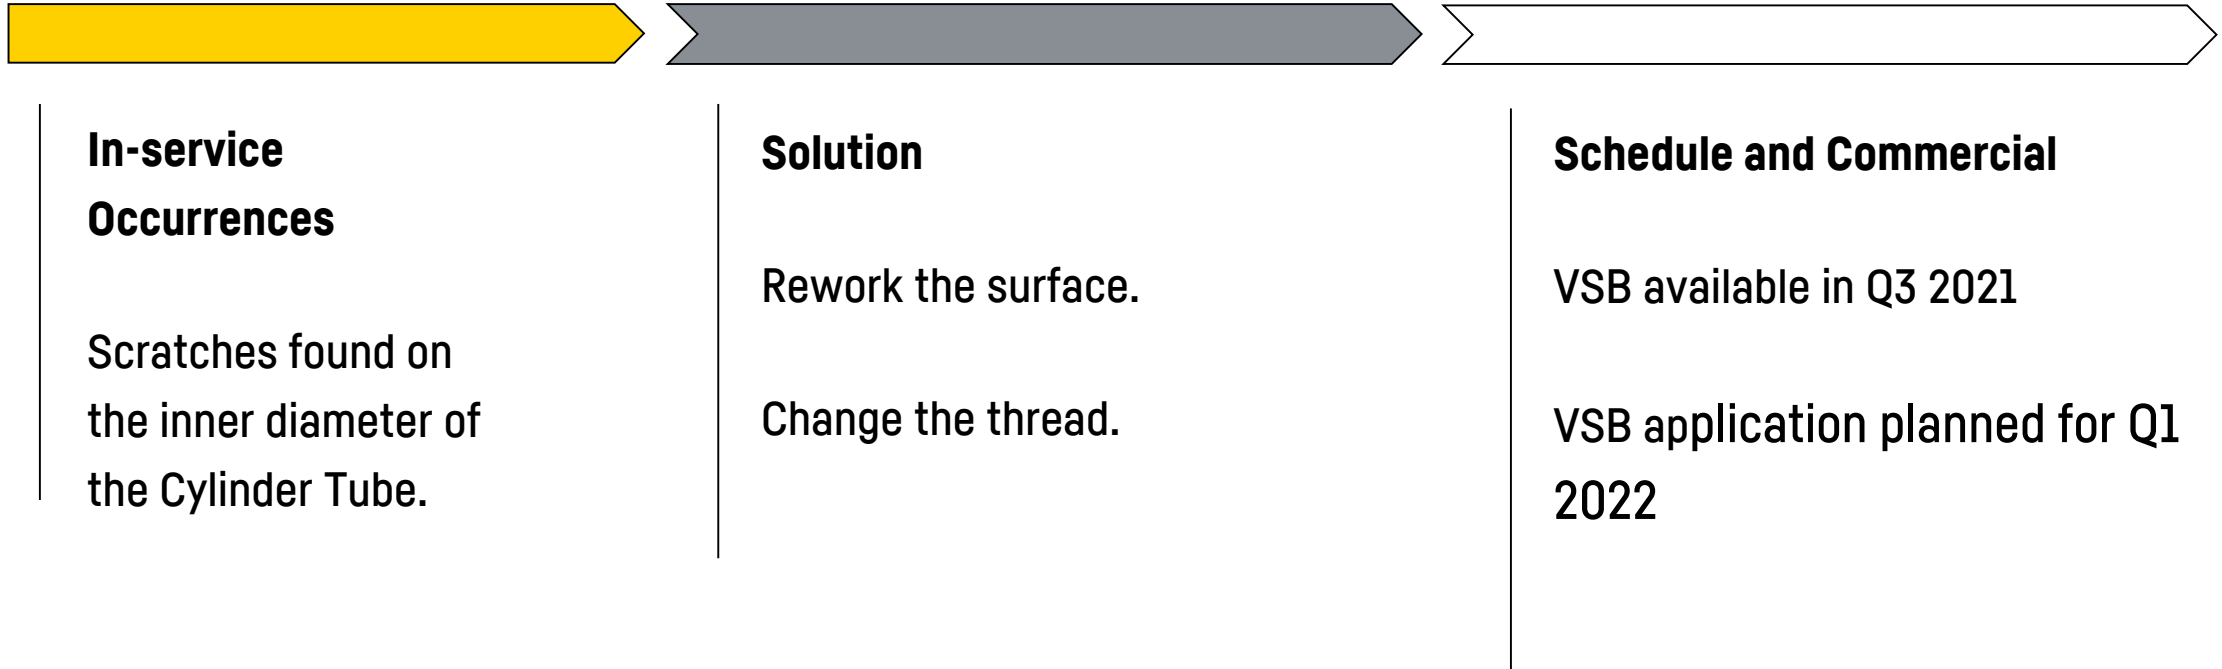 In-service
Occurrences
Scratches found on
the inner diameter of
the Cylinder Tube.
Solution
Rework the surface.
Change the thread.
Schedule and Commercial
VSB available in Q3 2021
VSB application planned for Q1
2022